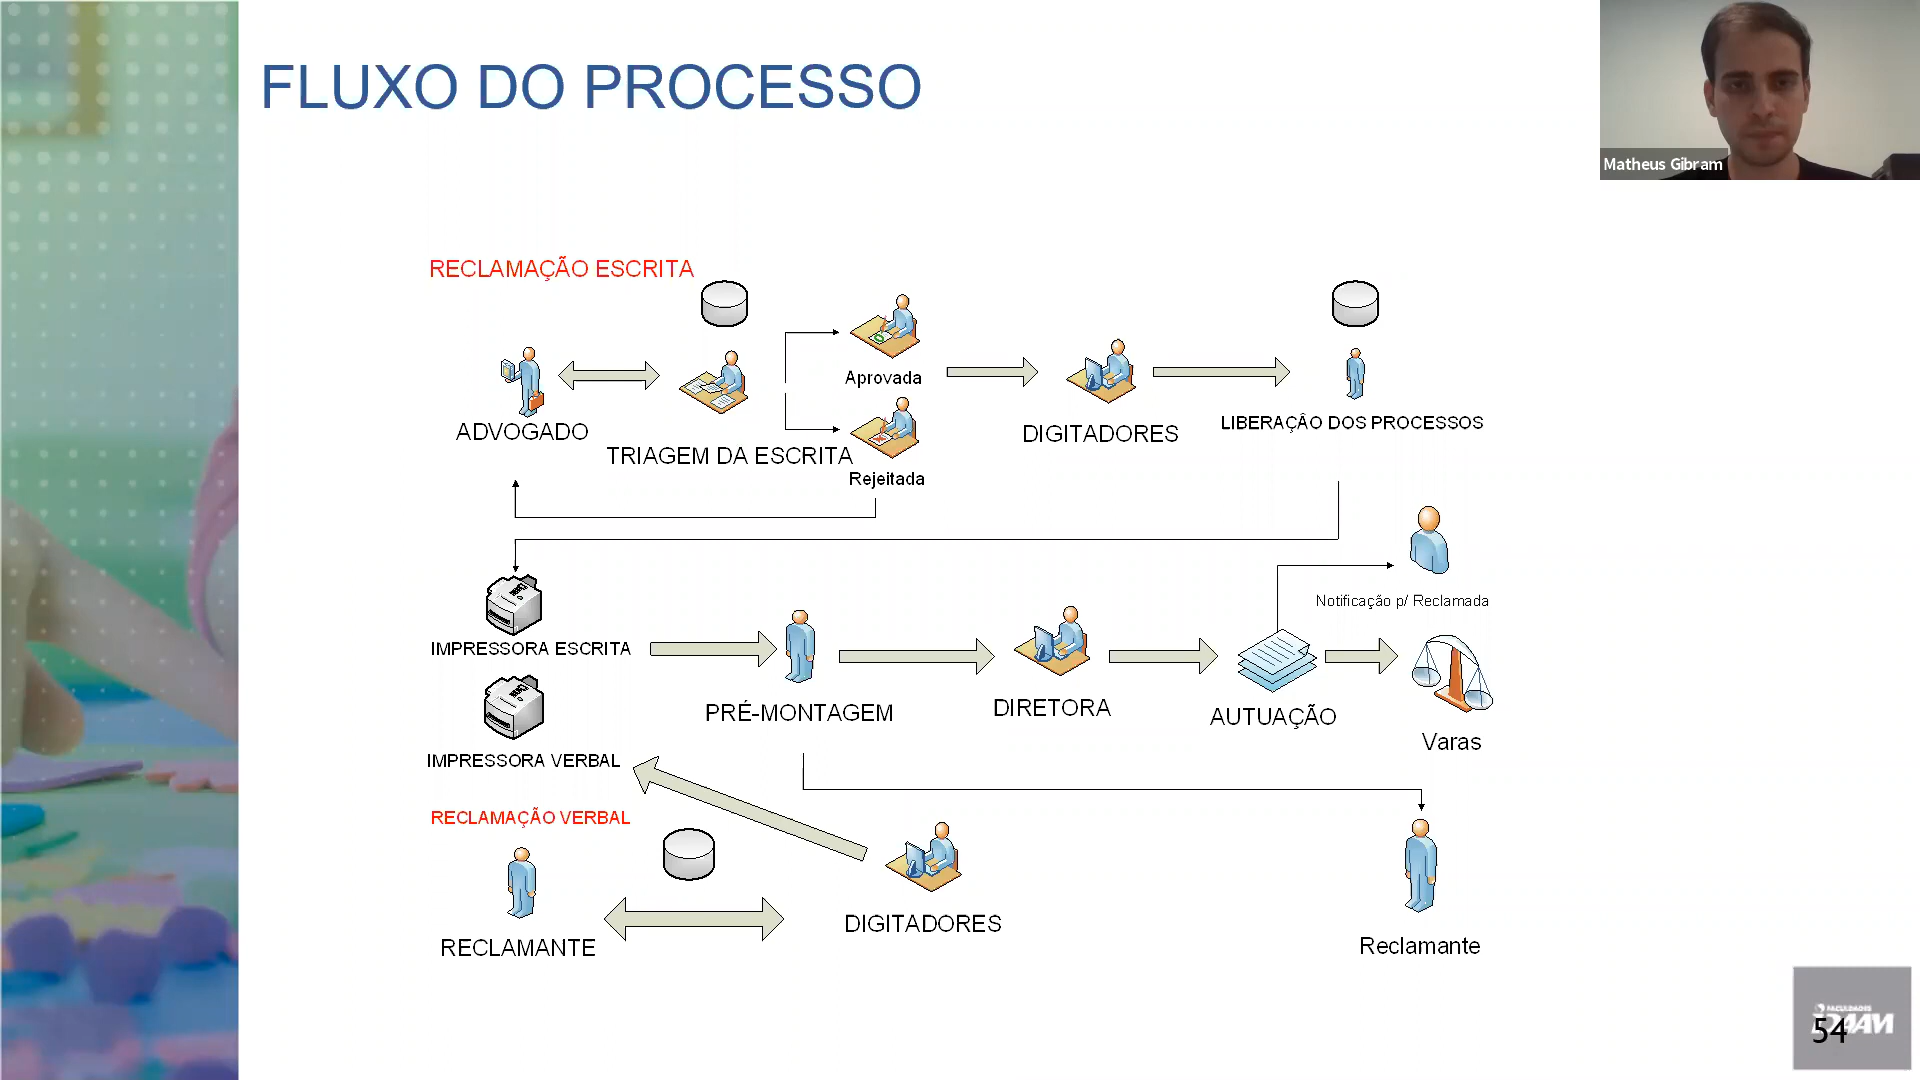 FLUXO DO PROCESSO
Matheus Gibram
RECLAMAÇÃO ESCRITA
Aprovada
ADVOGADO
TRIAGEM DA ESCRITA
Rejeitada
DIGITADORES
LIBERAÇÃO DOS PROCESSOS
Notificação p/ Reclamada
IMPRESSORA ESCRITA
PRÉ-MONTAGEM
DIRETORA
AUTUAÇÃO
Varas
IMPRESSORA VERBAL
RECLAMAÇÃO VERBAL
RECLAMANTE
DIGITADORES
Reclamante
FACULDADES
54